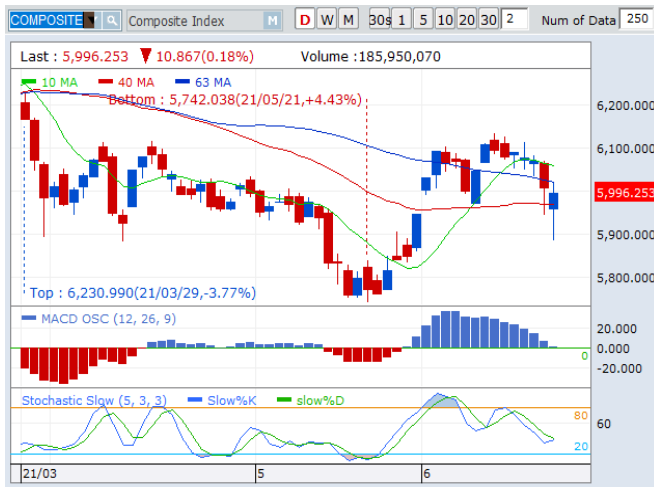 COMPOSITE Composite Index M D W M 30s 1 5 10 20 30 2 Num of Data 250
Last : 5,996.253 ▼ 10.867(0.18%) Volume :185,950,070
10 MA 40 MA 63 MA
Bottom : 5,742.038(21/05/21,+4.43%)
6,200.000
6,100.000
5,996.253
5,900.000
5,800.000
Top : 6,230.990(21/03/29,-3.77%)
MACD OSC (12, 26, 9)
20.000
0 0.000
-20.000
Stochastic Slow (5, 3, 3) Slow%K slow%D
80
60
20
21/03 5 6